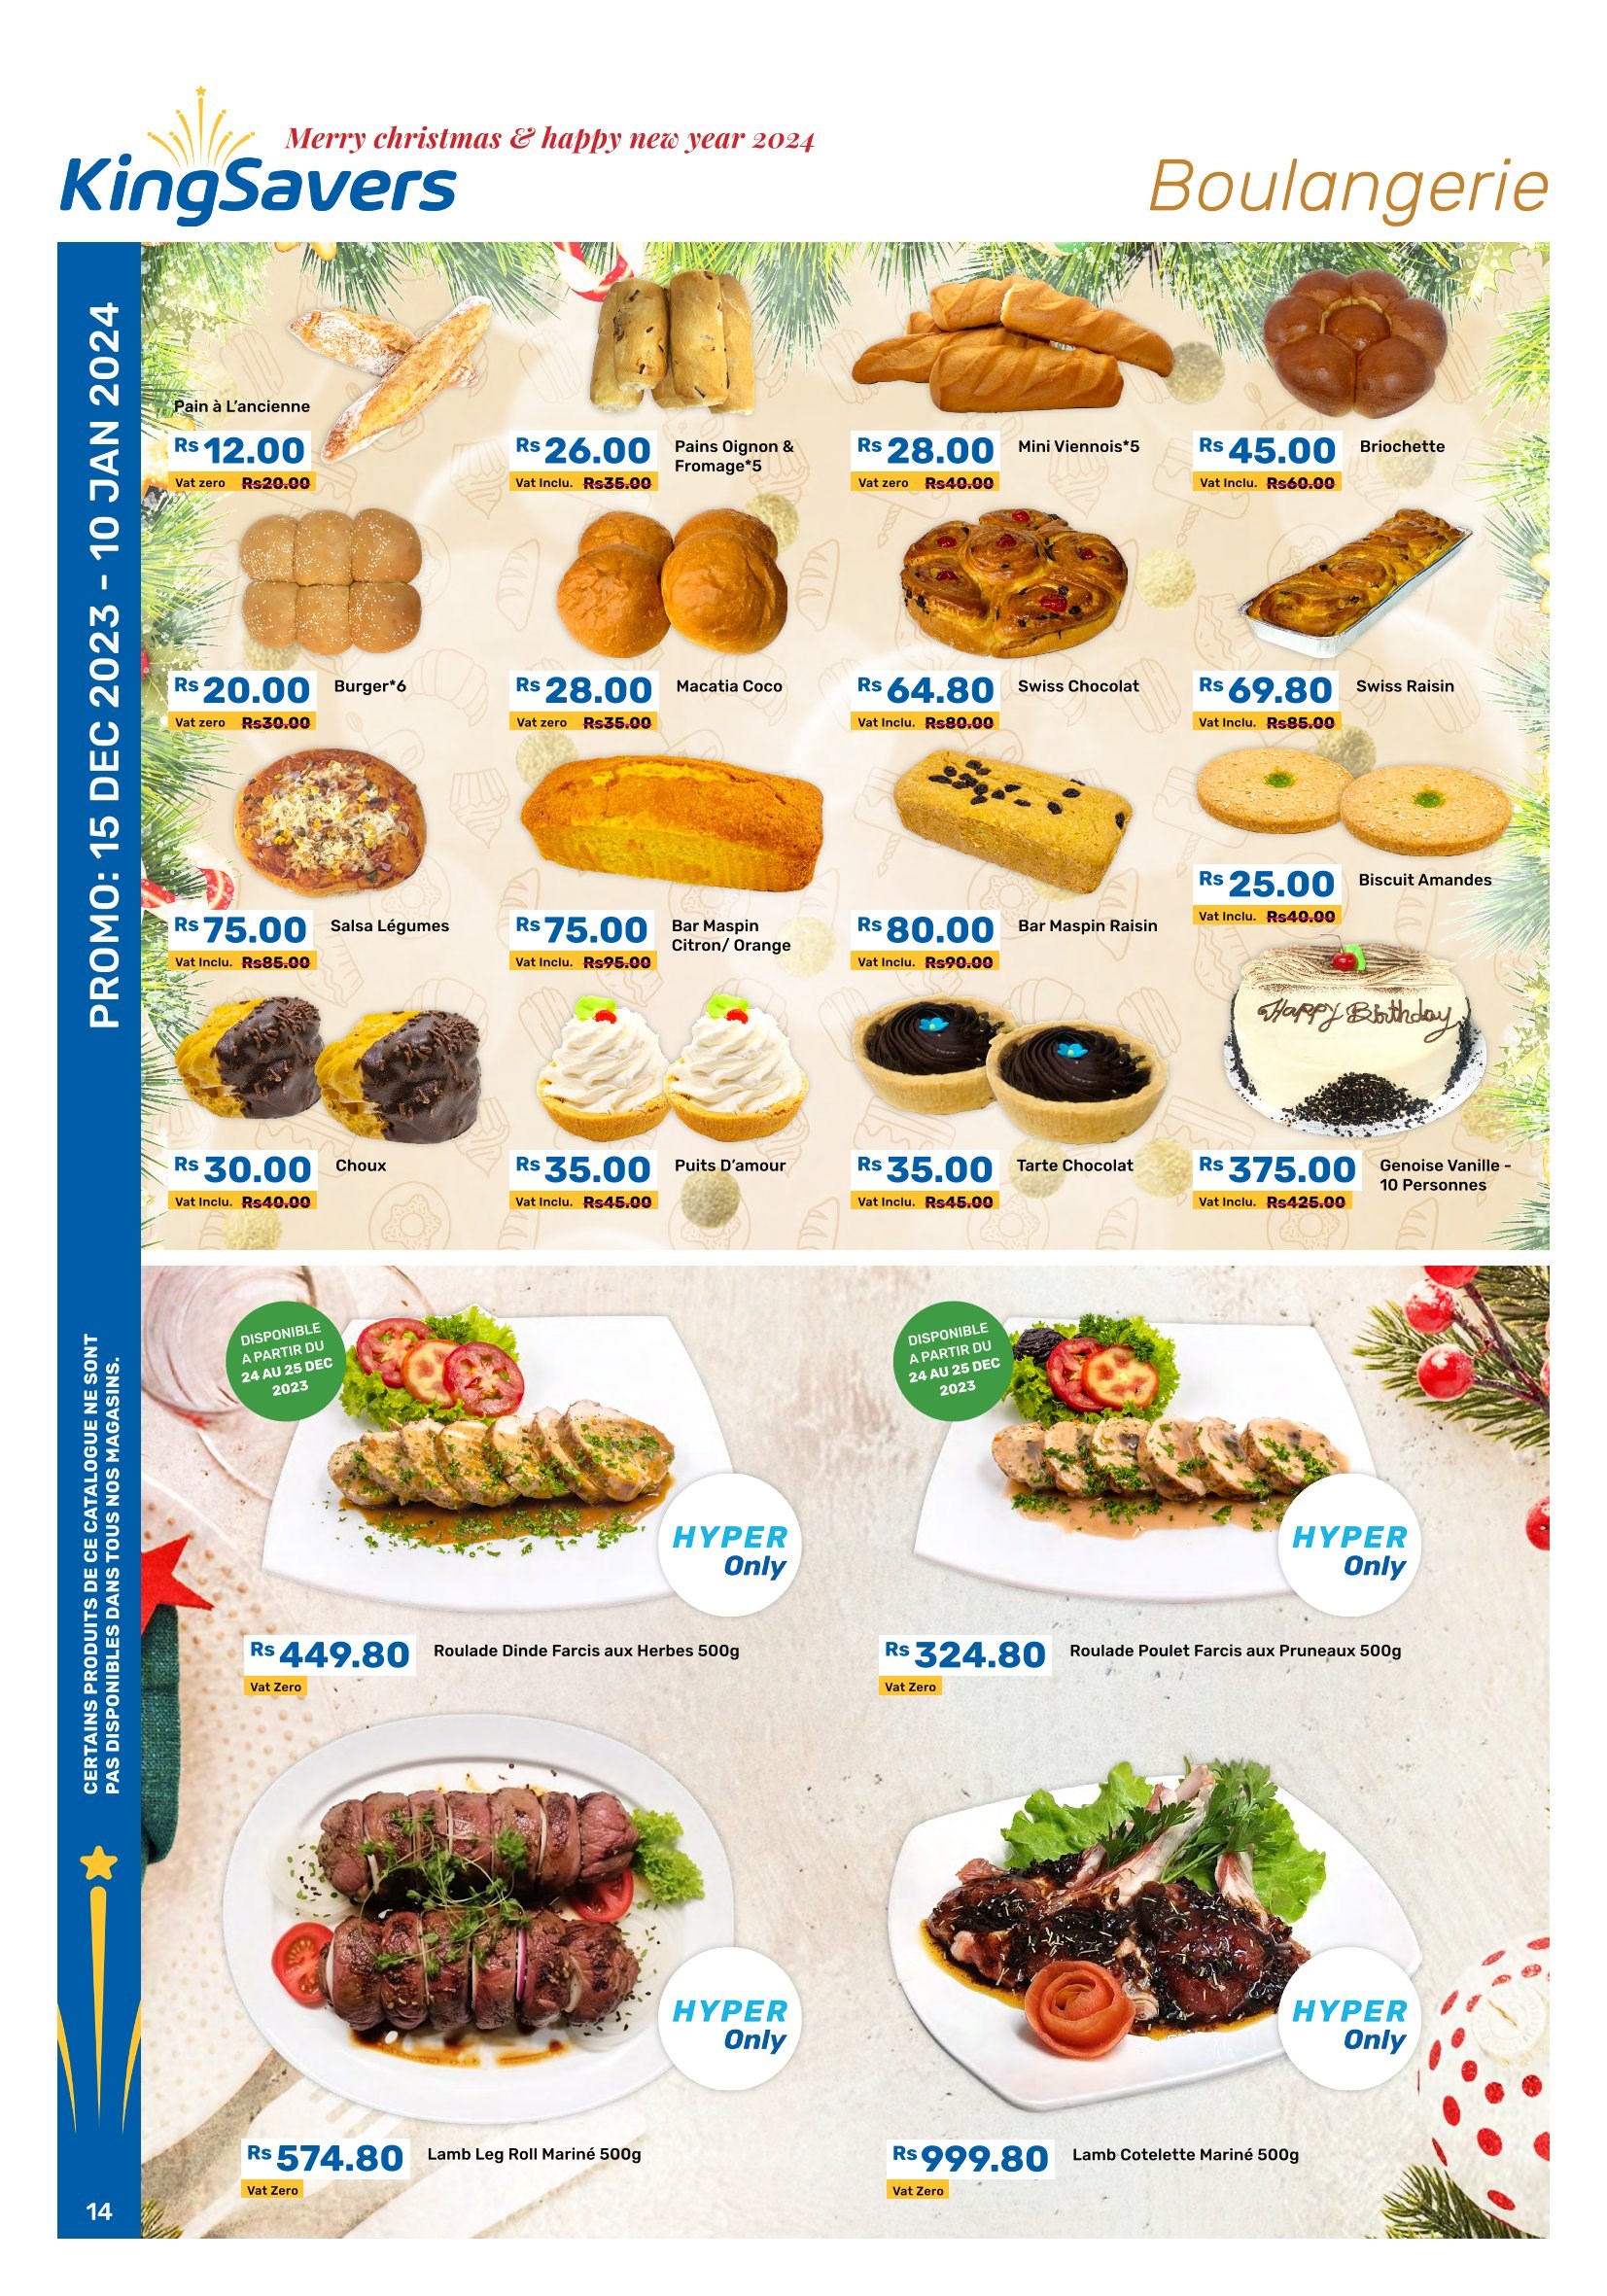 Merry christmas & happy new year 2024
KingSavers
Boulangerie
PROMO: 15 DEC 2023 - 10 JAN 2024
Pain à L'ancienne
Rs 12.00
Vat zero Rs20.00
Rs 26.00
Pains Oignon &
Fromage*5
Vat Inclu. Rs35.00
Rs 28.00
Mini Viennois*5
Vat zero Rs40.00
Rs 45.00
Briochette
Vat Inclu. Rs60.00
Rs 20.00
Burger*6
Vat zero Rs30.00
Rs 28.00
Macatia Coco
Vat zero Rs35.00
Rs 64.80
Swiss Chocolat
Vat Inclu. Rs80.00
Rs 69.80
Swiss Raisin
Vat Inclu. Rs85.00
Rs 75.00
Salsa Légumes
Vat Inclu. Rs85.00
Rs 75.00
Bar Maspin
Citron/ Orange
Vat Inclu. Rs95.00
Rs 80.00
Bar Maspin Raisin
Vat Inclu. Rs90.00
Rs 25.00
Biscuit Amandes
Vat Inclu. Rs40.00
Happy Birthday
Rs 30.00
Choux
Vat Inclu. Rs40.00
Rs 35.00
Puits D'amour
Vat Inclu. Rs45.00
Rs 35.00
Tarte Chocolat
Vat Inclu. Rs45.00
Rs 375.00
Genoise Vanille -
10 Personnes
Vat Inclu. Rs425.00
CERTAINS PRODUITS DE CE CATALOGUE NE SONT
PAS DISPONIBLES DANS TOUS NOS MAGASINS.
DISPONIBLE
A PARTIR DU
24 AU 25 DEC
2023
HYPER
Only
Rs 449.80
Roulade Dinde Farcis aux Herbes 500g
Vat Zero
DISPONIBLE
A PARTIR DU
24 AU 25 DEC
2023
HYPER
Only
Rs 324.80
Roulade Poulet Farcis aux Pruneaux 500g
Vat Zero
HYPER
Only
Rs 574.80
Lamb Leg Roll Mariné 500g
Vat Zero
HYPER
Only
Rs 999.80
Lamb Cotelette Mariné 500g
Vat Zero
14